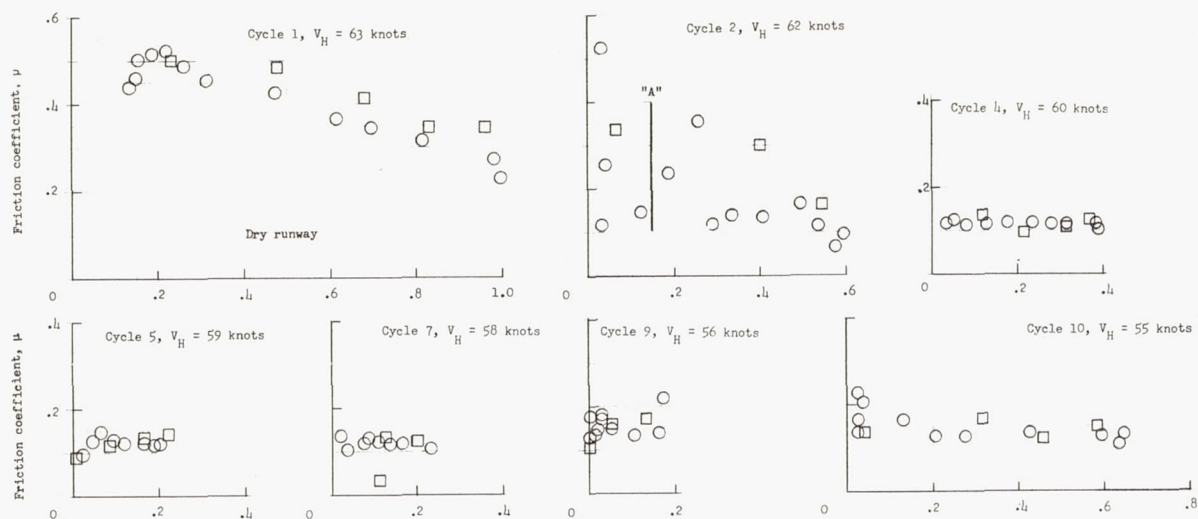 .6
Cycle 1, V_H = 63 knots
.4
.2
Friction coefficient, μ
Dry runway
0 .2 .4 .6 .8 1.0
Cycle 2, V_H = 62 knots
"A"
0 .2 .4 .6
.4
Cycle 4, V_H = 60 knots
.2
0 .2 .4
.4
Cycle 5, V_H = 59 knots
.2
Friction coefficient, μ
0 .2 .4
Cycle 7, V_H = 58 knots
0 .2 .4
Cycle 9, V_H = 56 knots
0 .2
Cycle 10, V_H = 55 knots
0 .2 .4 .6 .8